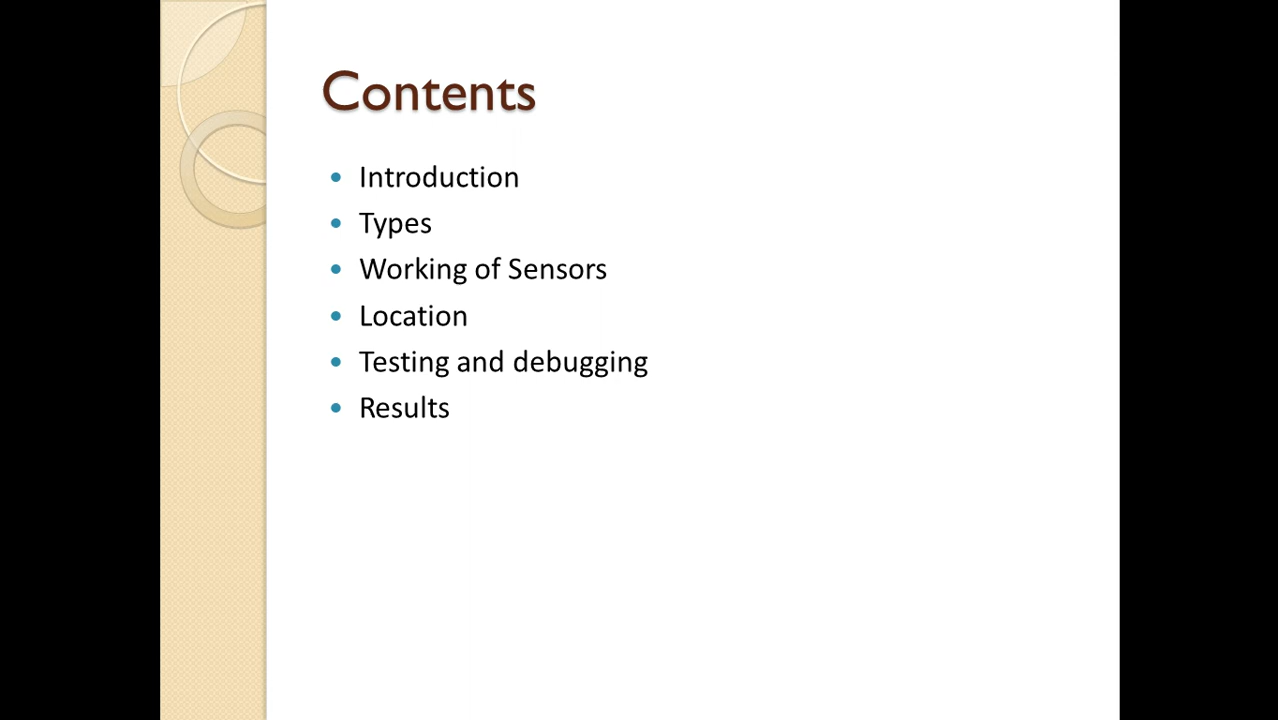 Contents
• Introduction
• Types
• Working of Sensors
• Location
• Testing and debugging
• Results